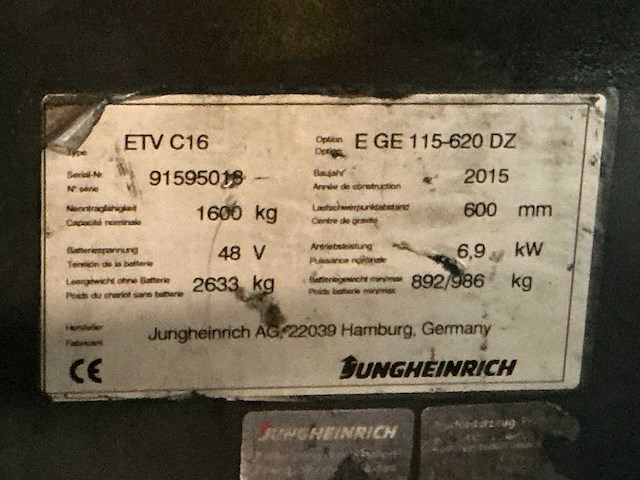 Type ETV C16 Option E GE 115-620 DZ
Option
Serial-Nr. 91595018 Baujahr 2015
N° série Année de construction
Nenntragfähigkeit 1600 kg Lastschwerpunktabstand 600 mm
Capacité nominale Centre de gravité
Batteriespannung 48 V Antriebsleistung 6,9 kW
Tension de la batterie Puissance nominale
Leergewicht ohne Batterie 2633 kg Batteriegewicht min/max 892/986 kg
Poids du chariot sans batterie Poids batterie min/max
Hersteller Jungheinrich AG, 22039 Hamburg, Germany
Fabricant
CE JUNGHEINRICH
JUNGHEINRICH